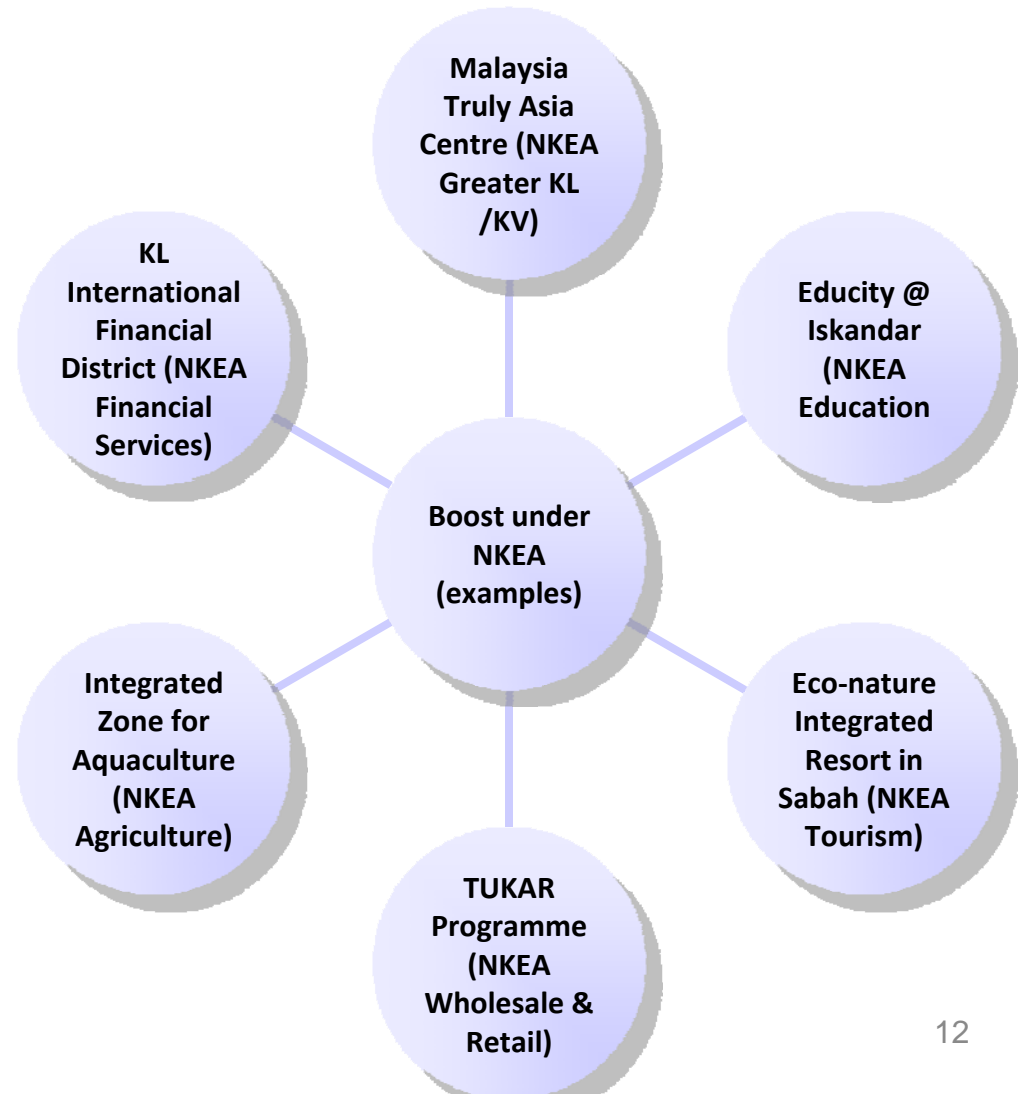 Malaysia
Truly Asia
Centre (NKEA
Greater KL
/KV)
KL
International
Financial
District (NKEA
Financial
Services)
Educity @
Iskandar
(NKEA
Education
Boost under
NKEA
(examples)
Integrated
Zone for
Aquaculture
(NKEA
Agriculture)
Eco-nature
Integrated
Resort in
Sabah (NKEA
Tourism)
TUKAR
Programme
(NKEA
Wholesale &
Retail)
12